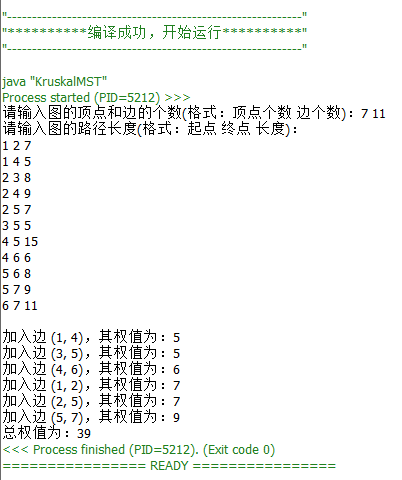 "----------------------------------------------------------"
"**********编译成功，开始运行**********"
"----------------------------------------------------------"
java "KruskalMST"
Process started (PID=5212) >>>
请输入图的顶点和边的个数(格式：顶点个数 边个数)：7 11
请输入图的路径长度(格式：起点 终点 长度)：
1 2 7
1 4 5
2 3 8
2 4 9
2 5 7
3 5 5
4 5 15
4 6 6
5 6 8
5 7 9
6 7 11
加入边 (1, 4)，其权值为：5
加入边 (3, 5)，其权值为：5
加入边 (4, 6)，其权值为：6
加入边 (1, 2)，其权值为：7
加入边 (2, 5)，其权值为：7
加入边 (5, 7)，其权值为：9
总权值为：39
<<< Process finished (PID=5212). (Exit code 0)
================ READY ================